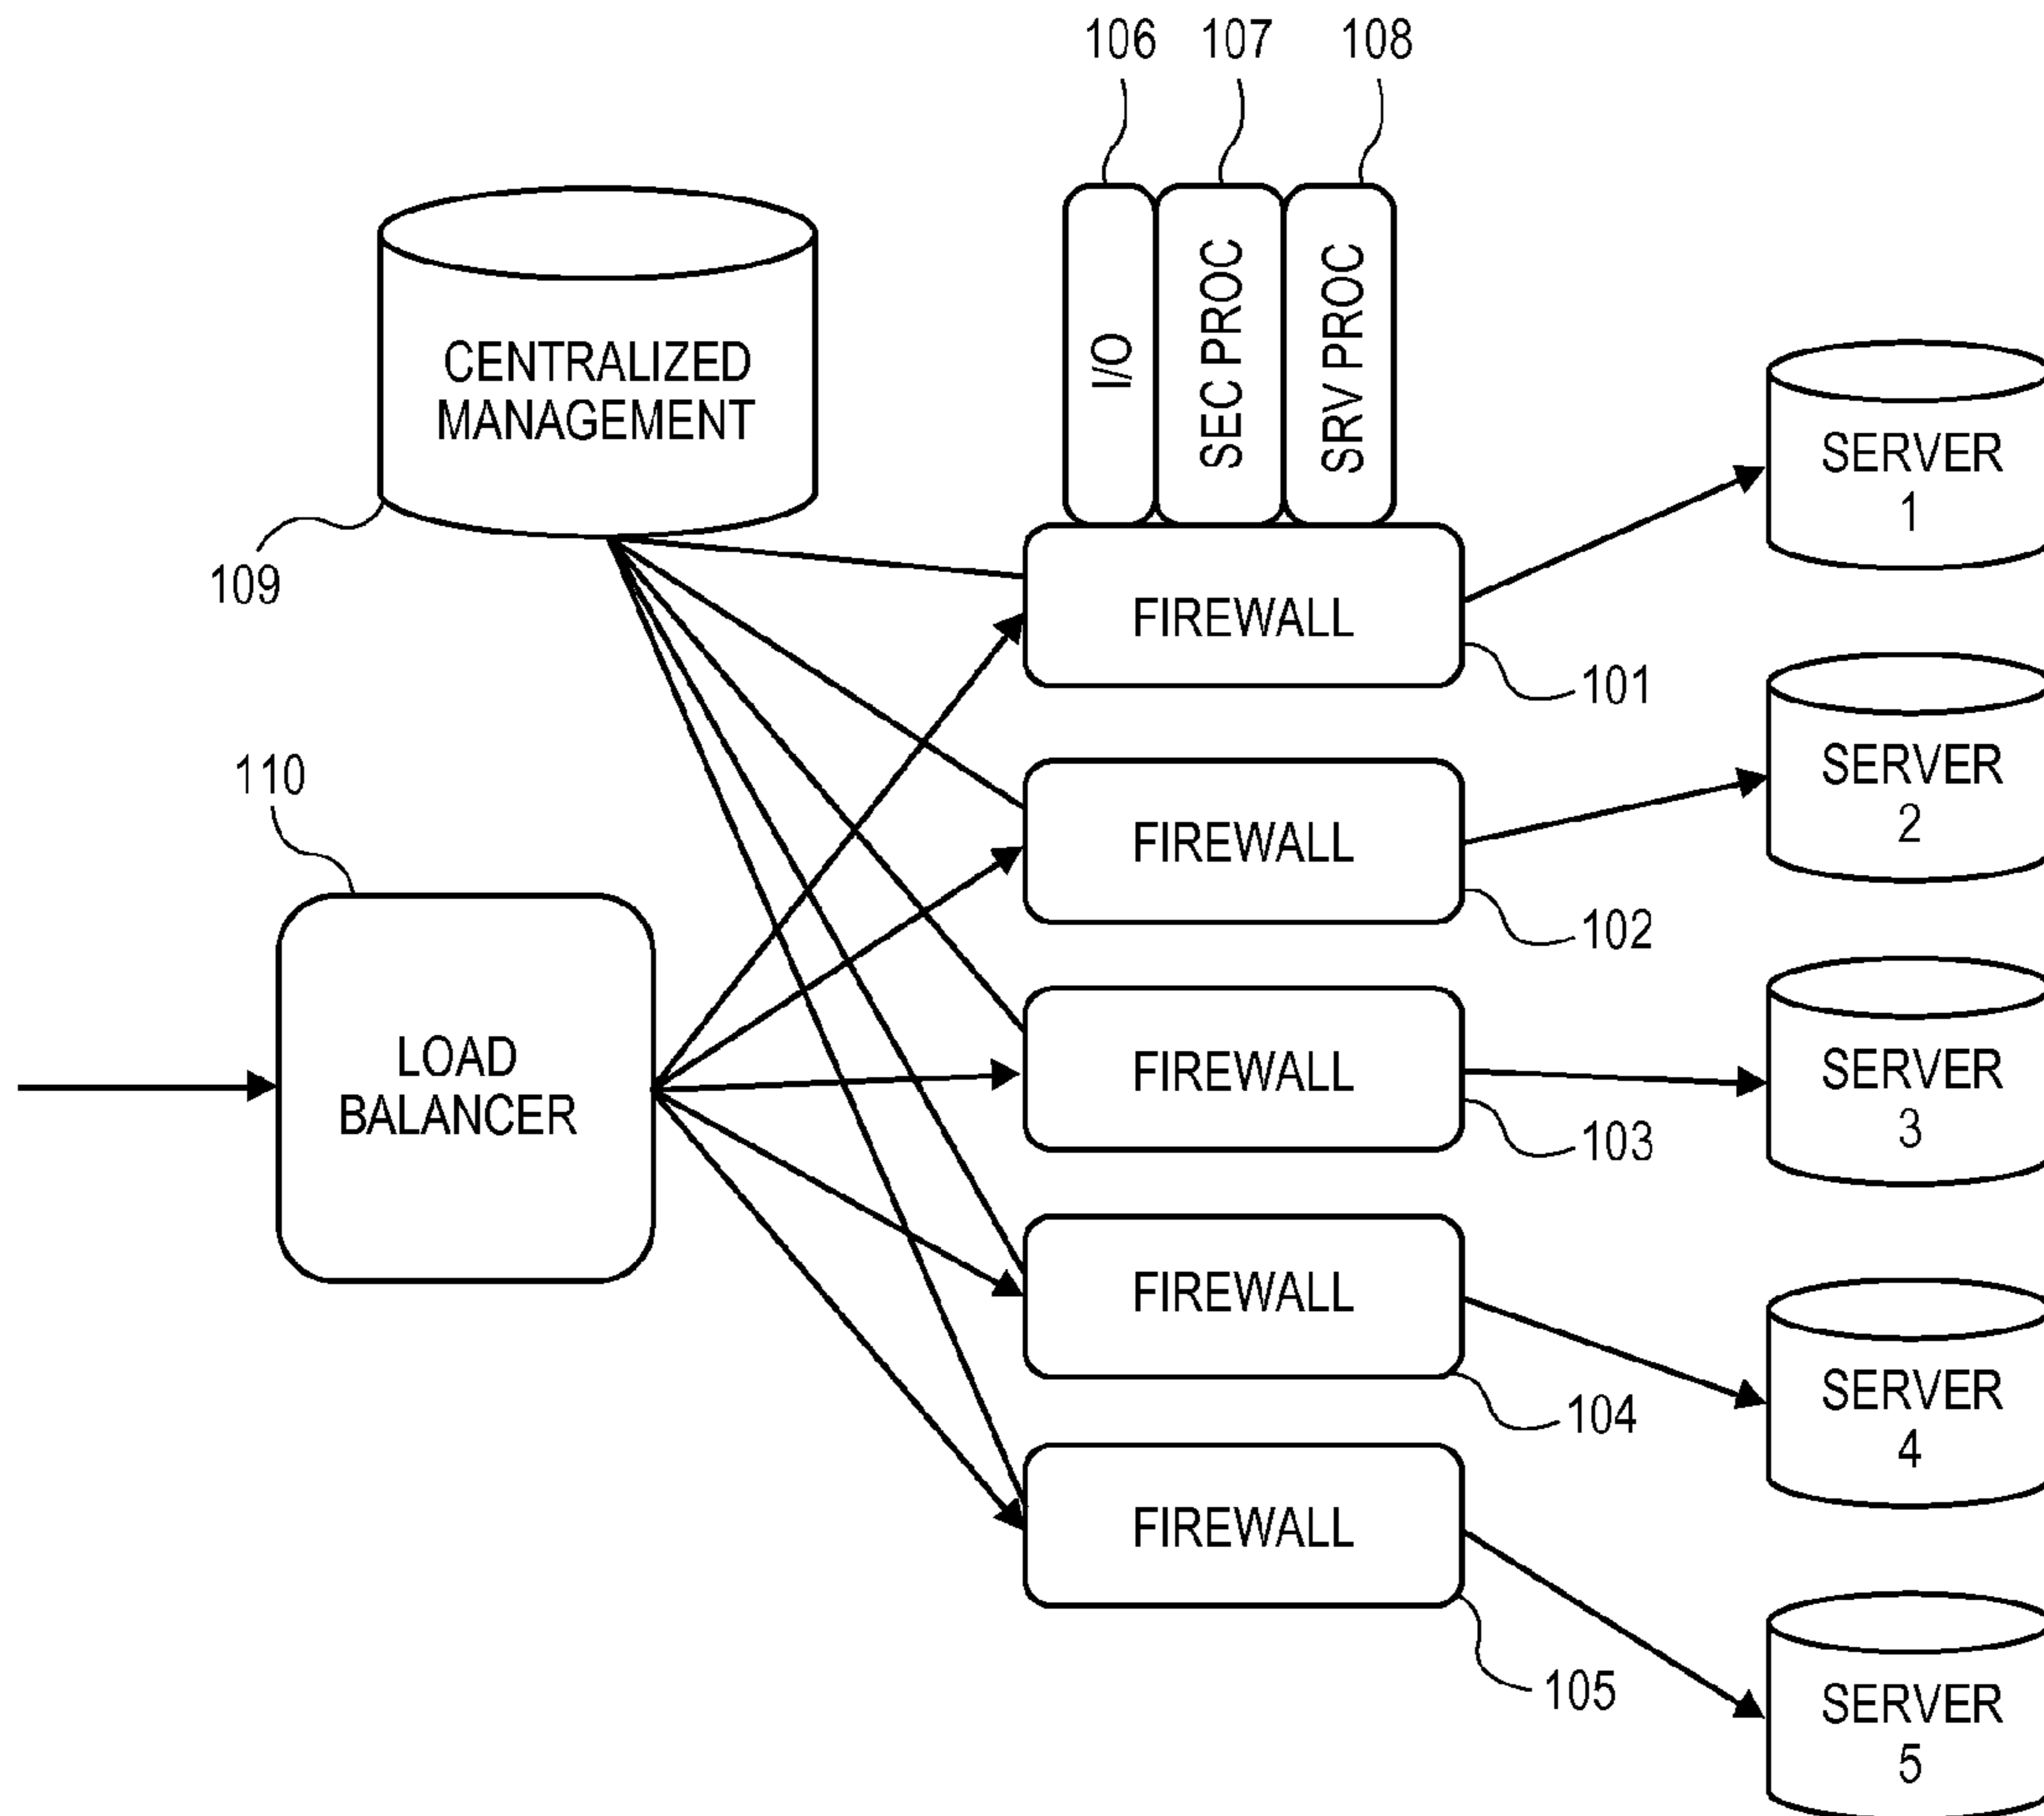 106
107
108
CENTRALIZED
MANAGEMENT
109
I/O
SEC PROC
SRV PROC
FIREWALL
101
SERVER
1
FIREWALL
102
SERVER
2
110
LOAD
BALANCER
FIREWALL
103
SERVER
3
FIREWALL
104
SERVER
4
FIREWALL
105
SERVER
5